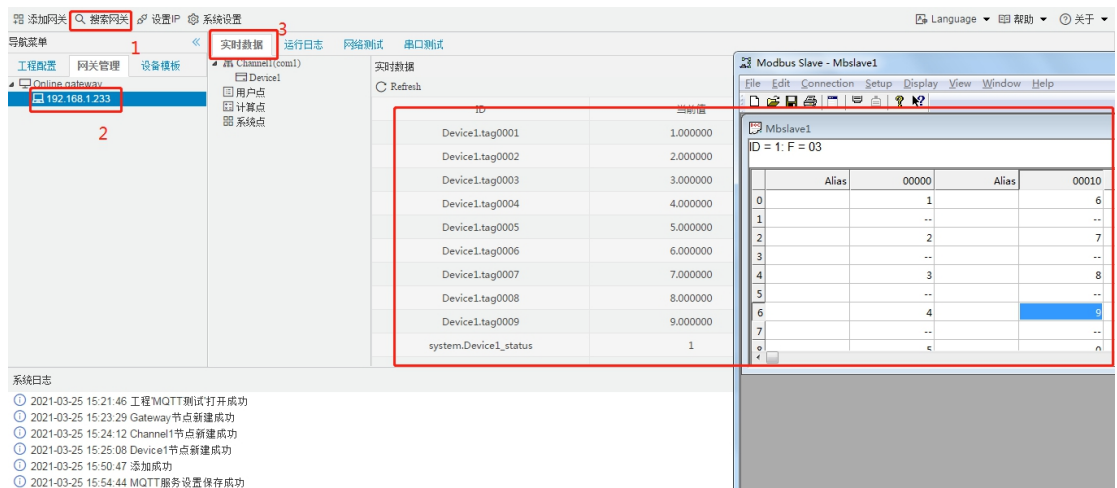 添加网关 搜索网关 设置IP 系统设置 Language 帮助 关于
导航菜单
1
工程配置 网关管理 设备模板
Online gateway
192.168.1.233
2
3
实时数据 运行日志 网络测试 串口测试
Channel1(com1)
Device1
用户点
计算点
系统点
实时数据
Refresh
ID 当前值
Device1.tag0001 1.000000
Device1.tag0002 2.000000
Device1.tag0003 3.000000
Device1.tag0004 4.000000
Device1.tag0005 5.000000
Device1.tag0006 6.000000
Device1.tag0007 7.000000
Device1.tag0008 8.000000
Device1.tag0009 9.000000
system.Device1_status 1
Modbus Slave - Mbslave1
File Edit Connection Setup Display View Window Help
Mbslave1
ID = 1: F = 03
Alias 00000 Alias 00010
0 1 6
1 -- --
2 2 7
3 -- --
4 3 8
5 -- --
6 4 9
7 -- --
8 5 0
系统日志
2021-03-25 15:21:46 工程'MQTT测试'打开成功
2021-03-25 15:23:29 Gateway节点新建成功
2021-03-25 15:24:12 Channel1节点新建成功
2021-03-25 15:25:08 Device1节点新建成功
2021-03-25 15:50:47 添加成功
2021-03-25 15:54:44 MQTT服务设置保存成功